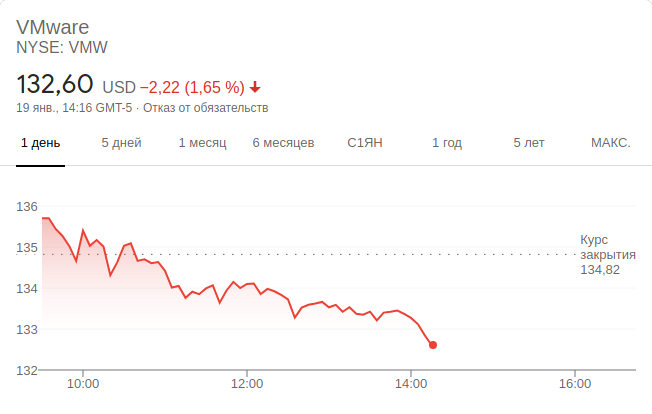 VMware
NYSE: VMW
132,60 USD −2,22 (1,65 %)
19 янв., 14:16 GMT-5 · Отказ от обязательств
1 день 5 дней 1 месяц 6 месяцев С1ЯН 1 год 5 лет МАКС.
136
135
134
133
132
Курс
закрытия
134,82
10:00 12:00 14:00 16:00